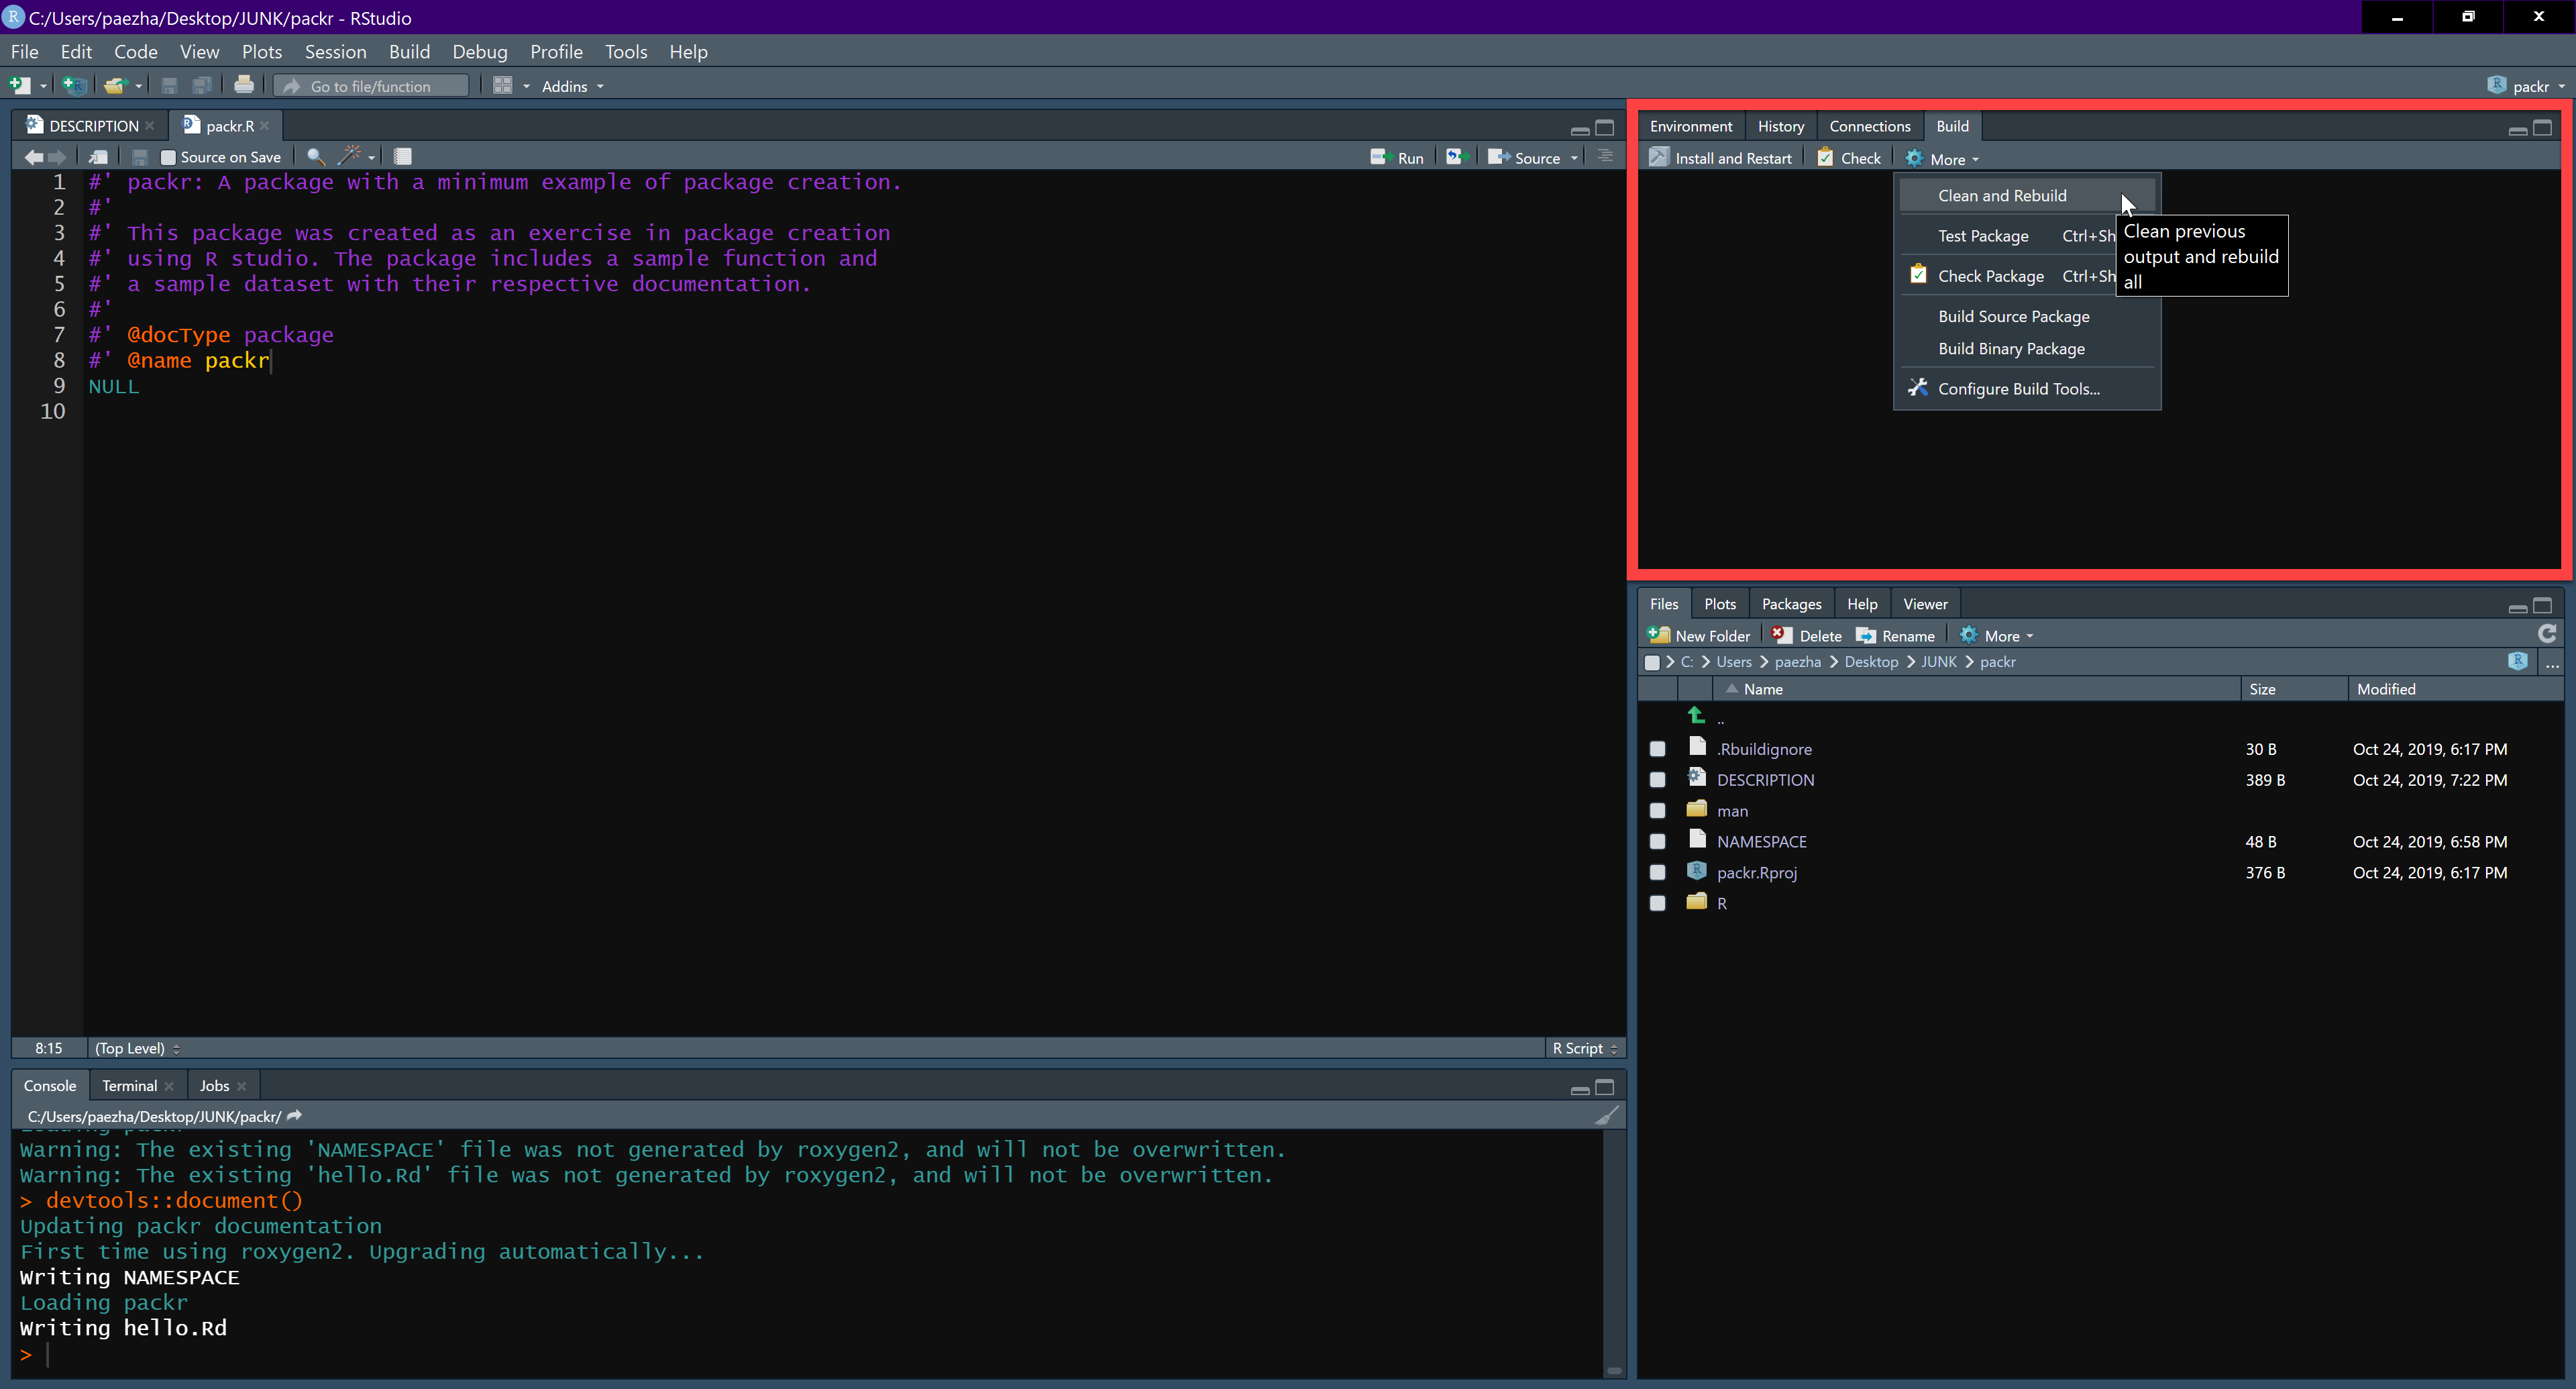 C:/Users/paezha/Desktop/JUNK/packr - RStudio
File Edit Code View Plots Session Build Debug Profile Tools Help
Go to file/function Addins packr
DESCRIPTION packr.R
Source on Save Run Source
1 #' packr: A package with a minimum example of package creation.
2 #'
3 #' This package was created as an exercise in package creation
4 #' using R studio. The package includes a sample function and
5 #' a sample dataset with their respective documentation.
6 #'
7 #' @docType package
8 #' @name packr
9 NULL
10
8:15 (Top Level) R Script
Console Terminal Jobs
C:/Users/paezha/Desktop/JUNK/packr/
Warning: The existing 'NAMESPACE' file was not generated by roxygen2, and will not be overwritten.
Warning: The existing 'hello.Rd' file was not generated by roxygen2, and will not be overwritten.
> devtools::document()
Updating packr documentation
First time using roxygen2. Upgrading automatically...
Writing NAMESPACE
Loading packr
Writing hello.Rd
>
Environment History Connections Build
Install and Restart Check More
Clean and Rebuild
Test Package Ctrl+Sh
Check Package Ctrl+Sh
Build Source Package
Build Binary Package
Configure Build Tools...
Clean previous
output and rebuild
all
Files Plots Packages Help Viewer
New Folder Delete Rename More
C: Users paezha Desktop JUNK packr ...
Name Size Modified
..
.Rbuildignore 30 B Oct 24, 2019, 6:17 PM
DESCRIPTION 389 B Oct 24, 2019, 7:22 PM
man
NAMESPACE 48 B Oct 24, 2019, 6:58 PM
packr.Rproj 376 B Oct 24, 2019, 6:17 PM
R